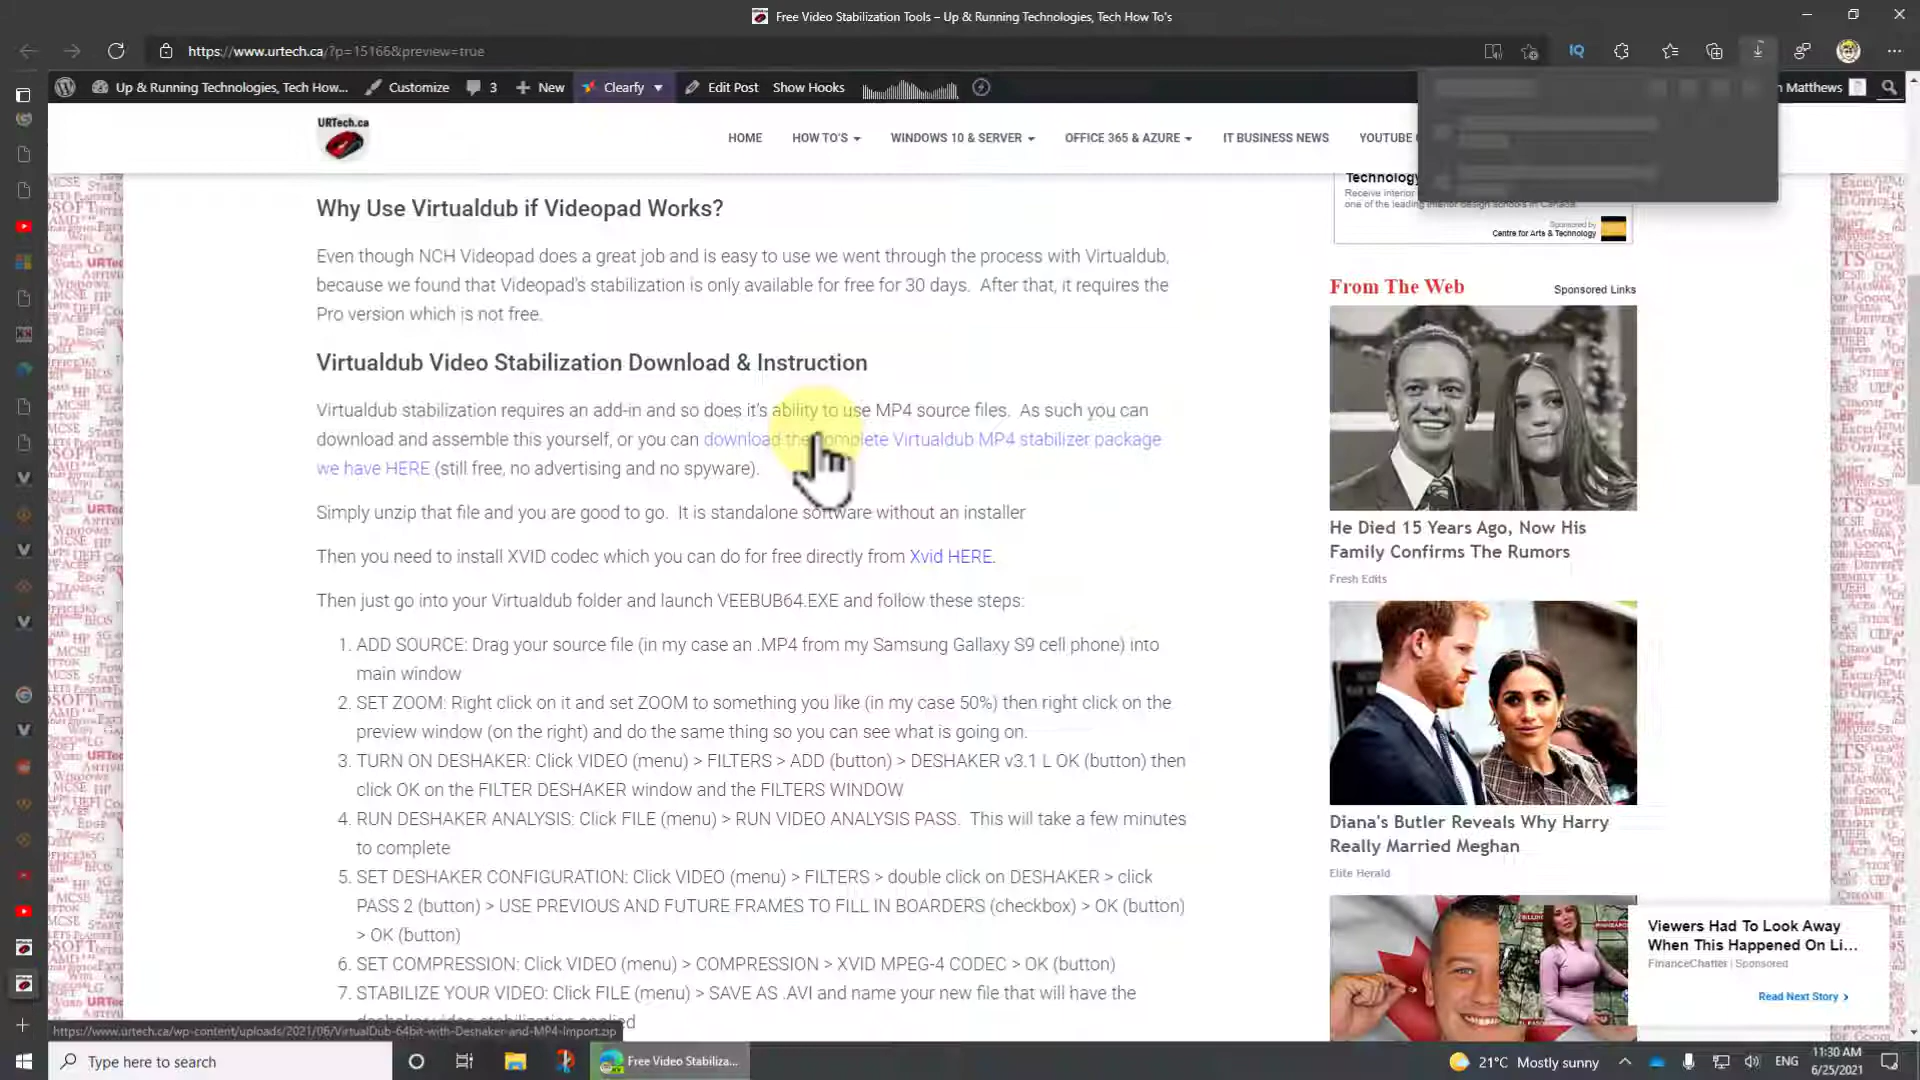 Free Video Stabilization Tools – Up & Running Technologies, Tech How To's
https://www.urtech.ca/?p=15166&preview=true
Up & Running Technologies, Tech How... Customize 3 New Clearfy Edit Post Show Hooks Matthews
URTech.ca
HOME HOW TO'S WINDOWS 10 & SERVER OFFICE 365 & AZURE IT BUSINESS NEWS YOUTUBE
Why Use Virtualdub if Videopad Works?
Even though NCH Videopad does a great job and is easy to use we went through the process with Virtualdub,
because we found that Videopad's stabilization is only available for free for 30 days. After that, it requires the
Pro version which is not free.
Virtualdub Video Stabilization Download & Instruction
Virtualdub stabilization requires an add-in and so does it's ability to use MP4 source files. As such you can
download and assemble this yourself, or you can download the complete Virtualdub MP4 stabilizer package
we have HERE (still free, no advertising and no spyware).
Simply unzip that file and you are good to go. It is standalone software without an installer
Then you need to install XVID codec which you can do for free directly from Xvid HERE.
Then just go into your Virtualdub folder and launch VEEBUB64.EXE and follow these steps:
1. ADD SOURCE: Drag your source file (in my case an .MP4 from my Samsung Gallaxy S9 cell phone) into
main window
2. SET ZOOM: Right click on it and set ZOOM to something you like (in my case 50%) then right click on the
preview window (on the right) and do the same thing so you can see what is going on.
3. TURN ON DESHAKER: Click VIDEO (menu) > FILTERS > ADD (button) > DESHAKER v3.1 L OK (button) then
click OK on the FILTER DESHAKER window and the FILTERS WINDOW
4. RUN DESHAKER ANALYSIS: Click FILE (menu) > RUN VIDEO ANALYSIS PASS. This will take a few minutes
to complete
5. SET DESHAKER CONFIGURATION: Click VIDEO (menu) > FILTERS > double click on DESHAKER > click
PASS 2 (button) > USE PREVIOUS AND FUTURE FRAMES TO FILL IN BOARDERS (checkbox) > OK (button)
> OK (button)
6. SET COMPRESSION: Click VIDEO (menu) > COMPRESSION > XVID MPEG-4 CODEC > OK (button)
7. STABILIZE YOUR VIDEO: Click FILE (menu) > SAVE AS .AVI and name your new file that will have the
deshaker video stabilization applied
Technology
Receive interior
one of the leading interior design schools in Canada.
Sponsored by
Centre for Arts & Technology
From The Web Sponsored Links
He Died 15 Years Ago, Now His
Family Confirms The Rumors
Fresh Edits
Diana's Butler Reveals Why Harry
Really Married Meghan
Elite Herald
Viewers Had To Look Away
When This Happened On Li...
FinanceChatter | Sponsored
Read Next Story
https://www.urtech.ca/wp-content/uploads/2021/06/VirtualDub-64bit-with-Deshaker-and-MP4-Import.zip
Type here to search
Free Video Stabiliza...
21°C Mostly sunny
ENG
11:30 AM
6/25/2021